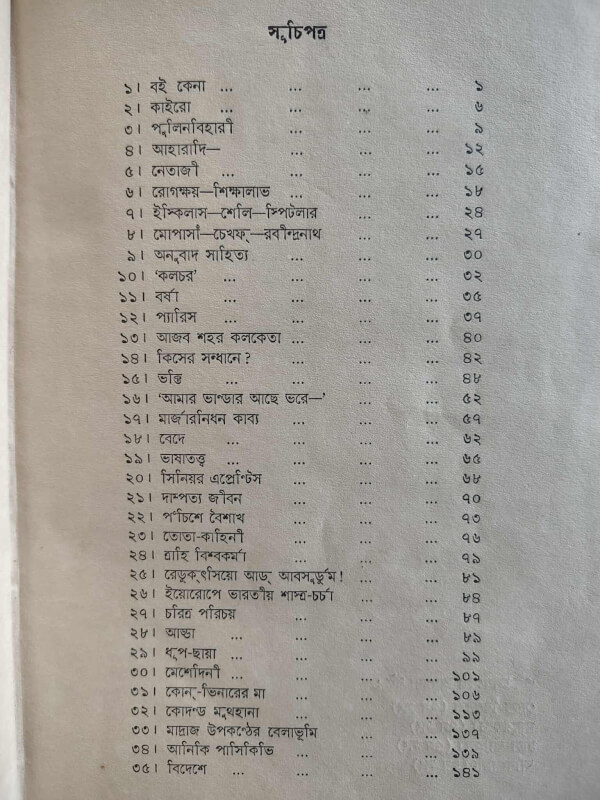 সূচিপত্র
১। বই কেনা ... ... ... ১
২। কাইরো ... ... ... ৬
৩। পুলিনবিহারী ... ... ৯
৪। আহারাদি— ... ... ১২
৫। নেতাজী ... ... ... ১৫
৬। রোগক্ষয়—শিক্ষালাভ ... ... ১৮
৭। ইস্কিলাস—শেলি—স্পিটলার ... ... ২৪
৮। মোপাসাঁ—চেখফ্—রবীন্দ্রনাথ ... ... ২৭
৯। অনুবাদ সাহিত্য ... ... ৩০
১০। ‘কলচর’ ... ... ... ৩২
১১। বর্ষা ... ... ... ৩৫
১২। প্যারিস ... ... ... ৩৭
১৩। আজব শহর কলকেতা ... ... ... ৪০
১৪। কিসের সন্ধানে? ... ... ৪২
১৫। ভক্তি ... ... ... ৪৮
১৬। ‘আমার ভাণ্ডার আছে ভরে—’ ... ... ৫২
১৭। মার্জারনিধন কাব্য ... ... ৫৭
১৮। বেদে ... ... ... ৬২
১৯। ভাষাতত্ত্ব ... ... ... ৬৫
২০। সিনিয়র এপ্রেন্টিস ... ... ৬৮
২১। দাম্পত্য জীবন ... ... ৭০
২২। পঁচিশে বৈশাখ ... ... ৭৩
২৩। তোতা-কাহিনী ... ... ৭৬
২৪। ত্রাহি বিশ্বকর্মা ... ... ৭৯
২৫। রেডুকৎসিয়ো আড্ আবসুর্ডুম! ... ... ৮১
২৬। ইয়োরোপে ভারতীয় শাস্ত্র-চর্চা ... ... ৮৪
২৭। চরিত্র পরিচয় ... ... ৮৭
২৮। আড্ডা ... ... ... ৮৯
২৯। ধূপ-ছায়া ... ... ... ৯৯
৩০। মেশেদিনী ... ... ... ১০১
৩১। কোন্-ভিনারের মা ... ... ১০৬
৩২। কোদণ্ড মুথহানা ... ... ১১৩
৩৩। মাদ্রাজ উপকণ্ঠের বেলাভূমি ... ... ১৩৭
৩৪। আনিকি পাসিকিভি ... ... ১৩৯
৩৫। বিদেশে ... ... ... ১৪১